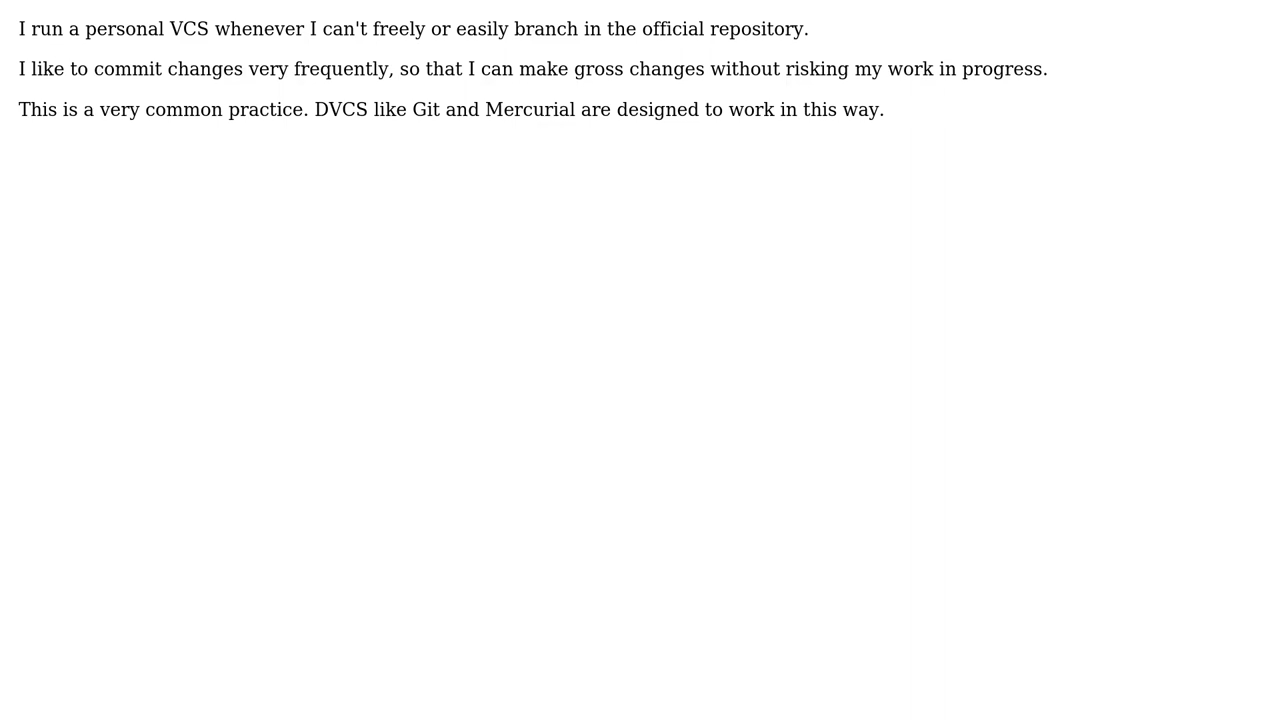 I run a personal VCS whenever I can't freely or easily branch in the official repository.
I like to commit changes very frequently, so that I can make gross changes without risking my work in progress.
This is a very common practice. DVCS like Git and Mercurial are designed to work in this way.